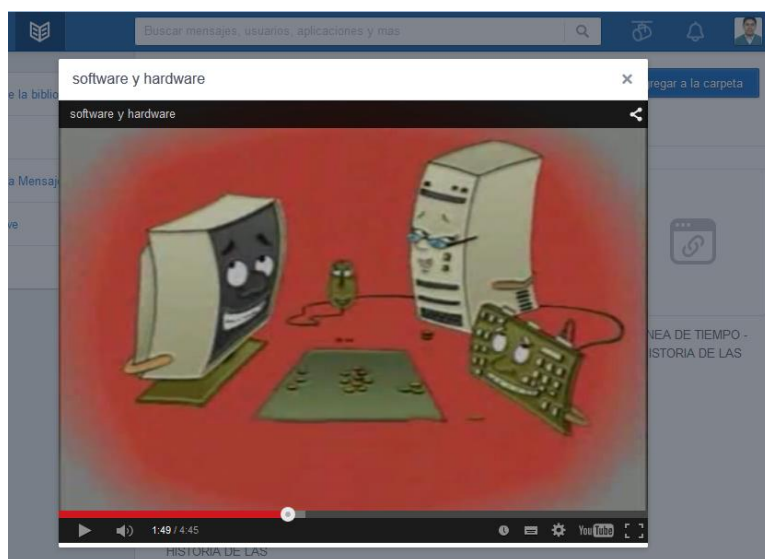 Buscar mensajes, usuarios, aplicaciones y mas
software y hardware
regar a la carpeta
e la biblio
software y hardware
a Mensaj
ve
NEA DE TIEMPO -
ISTORIA DE LAS
1:49 / 4:45
YouTube
HISTORIA DE LAS